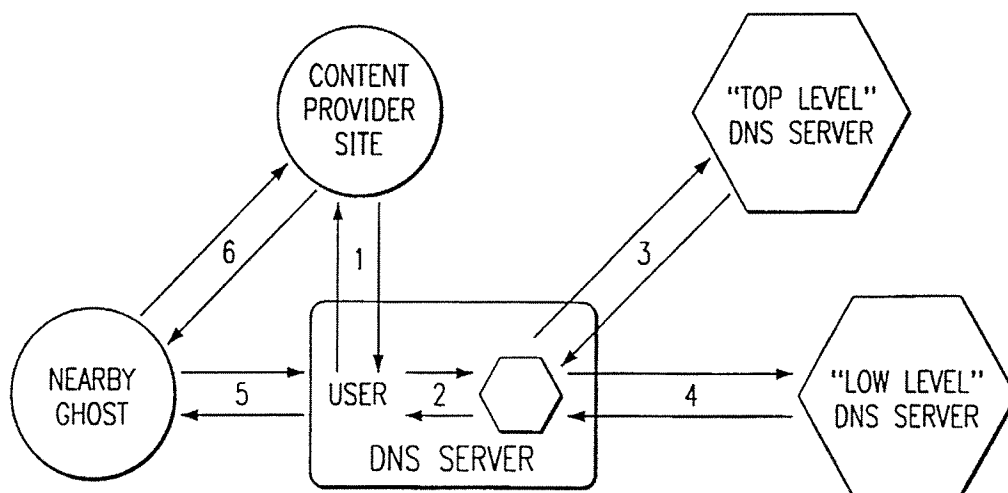 CONTENT
PROVIDER
SITE
"TOP LEVEL"
DNS SERVER
6
1
3
NEARBY
GHOST
5
USER
2
4
"LOW LEVEL"
DNS SERVER
DNS SERVER